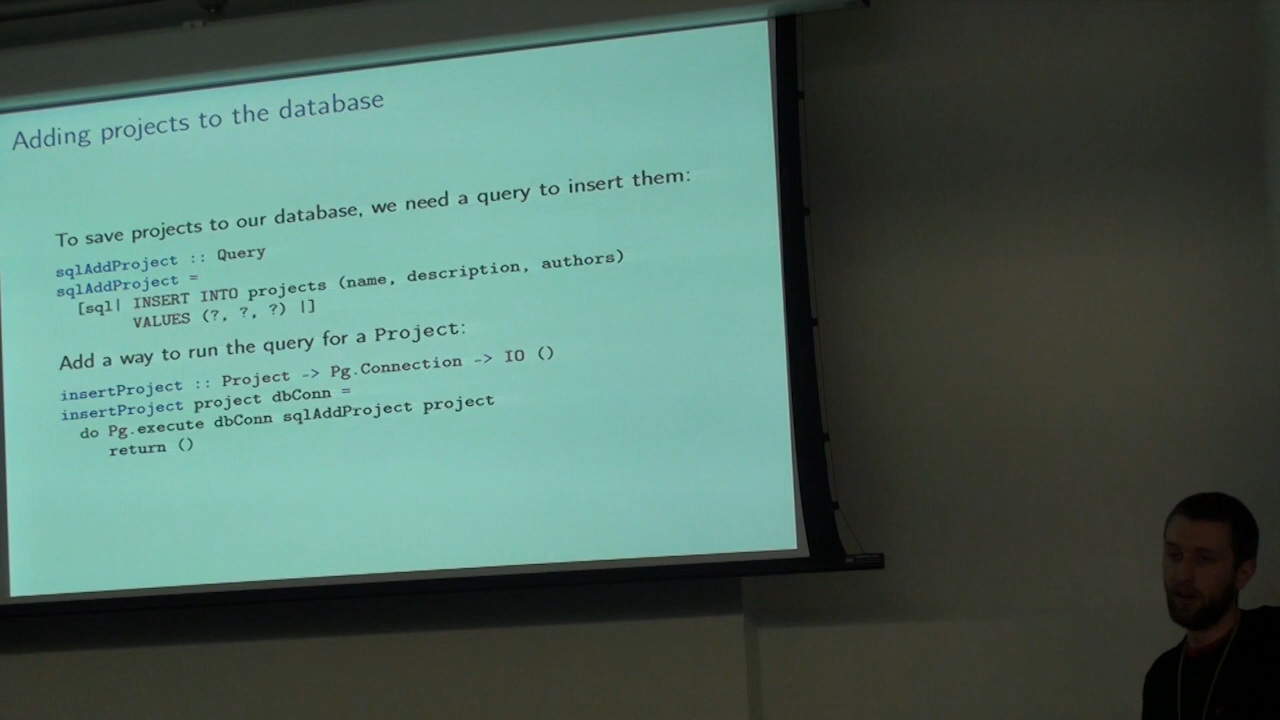 Adding projects to the database
To save projects to our database, we need a query to insert them:
sqlAddProject :: Query
sqlAddProject =
[sql| INSERT INTO projects (name, description, authors)
VALUES (?, ?, ?) |]
Add a way to run the query for a Project:
insertProject :: Project -> Pg.Connection -> IO ()
insertProject project dbConn =
do Pg.execute dbConn sqlAddProject project
return ()